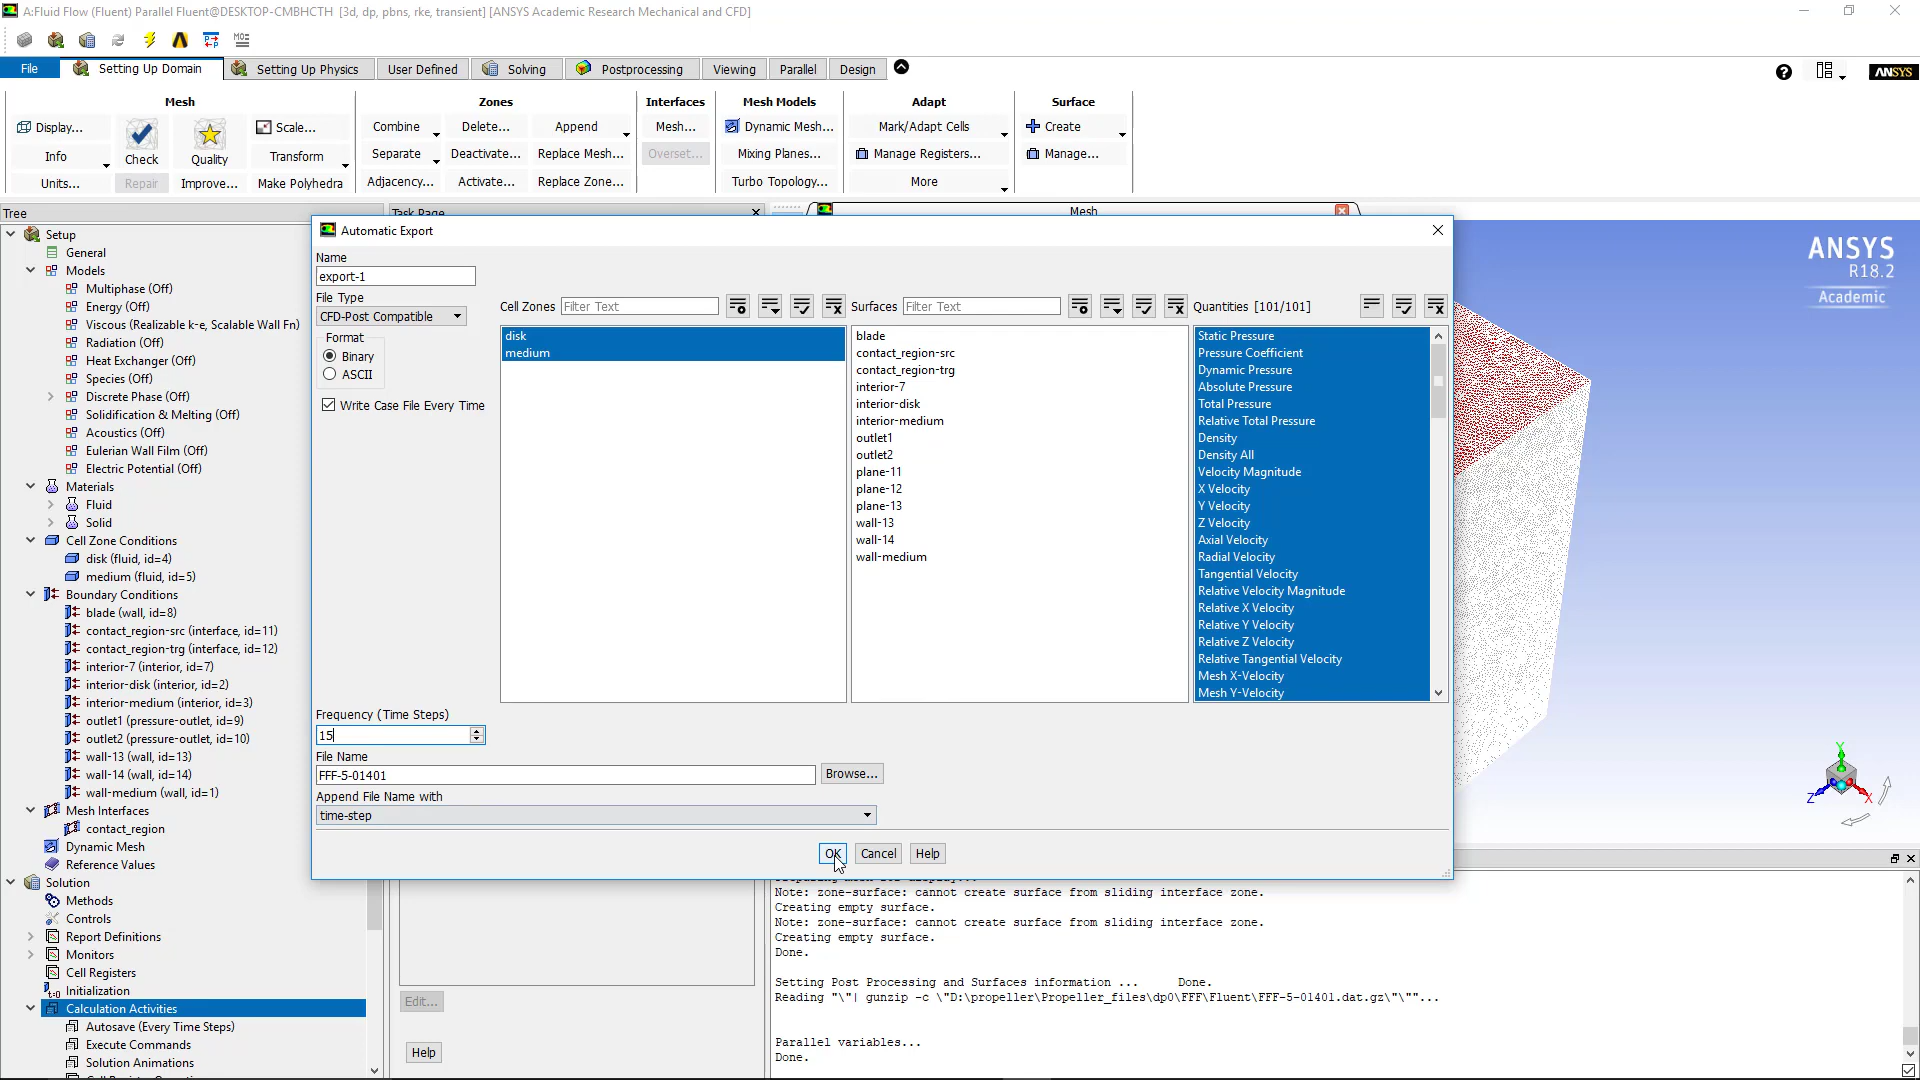 A:Fluid Flow (Fluent) Parallel Fluent@DESKTOP-CMBHCTH [3d, dp, pbns, rke, transient] [ANSYS Academic Research Mechanical and CFD]
File
Setting Up Domain
Setting Up Physics
User Defined
Solving
Postprocessing
Viewing
Parallel
Design
ANSYS
Mesh
Zones
Interfaces
Mesh Models
Adapt
Surface
Display...
Info
Units...
Check
Repair
Quality
Improve...
Scale...
Transform
Make Polyhedra
Combine
Separate
Adjacency...
Delete...
Deactivate...
Activate...
Append
Replace Mesh...
Replace Zone...
Mesh...
Overset...
Dynamic Mesh...
Mixing Planes...
Turbo Topology...
Mark/Adapt Cells
Manage Registers...
More
Create
Manage...
Tree
Task Page
Mesh
Setup
General
Models
Multiphase (Off)
Energy (Off)
Viscous (Realizable k-e, Scalable Wall Fn)
Radiation (Off)
Heat Exchanger (Off)
Species (Off)
Discrete Phase (Off)
Solidification & Melting (Off)
Acoustics (Off)
Eulerian Wall Film (Off)
Electric Potential (Off)
Materials
Fluid
Solid
Cell Zone Conditions
disk (fluid, id=4)
medium (fluid, id=5)
Boundary Conditions
blade (wall, id=8)
contact_region-src (interface, id=11)
contact_region-trg (interface, id=12)
interior-7 (interior, id=7)
interior-disk (interior, id=2)
interior-medium (interior, id=3)
outlet1 (pressure-outlet, id=9)
outlet2 (pressure-outlet, id=10)
wall-13 (wall, id=13)
wall-14 (wall, id=14)
wall-medium (wall, id=1)
Mesh Interfaces
contact_region
Dynamic Mesh
Reference Values
Solution
Methods
Controls
Report Definitions
Monitors
Cell Registers
Initialization
Calculation Activities
Autosave (Every Time Steps)
Execute Commands
Solution Animations
Automatic Export
Name
export-1
File Type
CFD-Post Compatible
Format
Binary
ASCII
Write Case File Every Time
Cell Zones
Filter Text
disk
medium
Surfaces
Filter Text
blade
contact_region-src
contact_region-trg
interior-7
interior-disk
interior-medium
outlet1
outlet2
plane-11
plane-12
plane-13
wall-13
wall-14
wall-medium
Quantities [101/101]
Static Pressure
Pressure Coefficient
Dynamic Pressure
Absolute Pressure
Total Pressure
Relative Total Pressure
Density
Density All
Velocity Magnitude
X Velocity
Y Velocity
Z Velocity
Axial Velocity
Radial Velocity
Tangential Velocity
Relative Velocity Magnitude
Relative X Velocity
Relative Y Velocity
Relative Z Velocity
Relative Tangential Velocity
Mesh X-Velocity
Mesh Y-Velocity
Frequency (Time Steps)
15
File Name
FFF-5-01401
Browse...
Append File Name with
time-step
OK
Cancel
Help
Edit...
Help
ANSYS
R18.2
Academic
Y
Z
X
Note: zone-surface: cannot create surface from sliding interface zone.
Creating empty surface.
Note: zone-surface: cannot create surface from sliding interface zone.
Creating empty surface.
Done.
Setting Post Processing and Surfaces information ... Done.
Reading "\"| gunzip -c \"D:\propeller\Propeller_files\dp0\FFF\Fluent\FFF-5-01401.dat.gz\"\""...
Parallel variables...
Done.